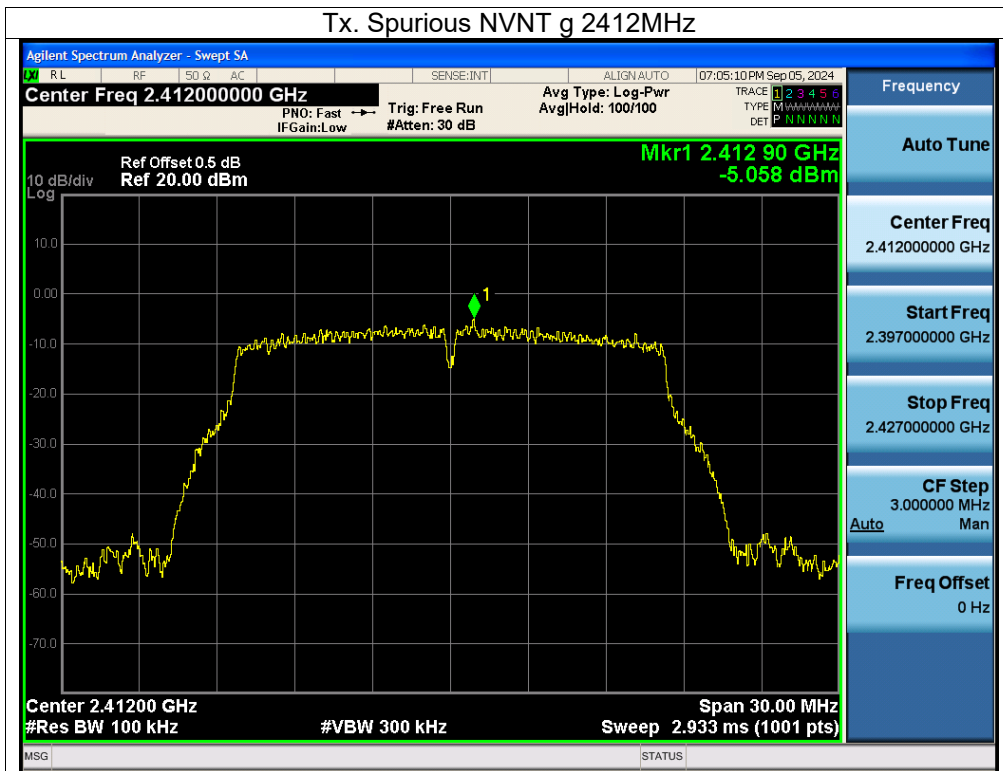 Tx. Spurious NVNT g 2412MHz
Agilent Spectrum Analyzer - Swept SA
LXI RL RF 50 Ω AC SENSE:INT ALIGN AUTO 07:05:10 PM Sep 05, 2024
Center Freq 2.412000000 GHz
PNO: Fast
IFGain:Low
Trig: Free Run
#Atten: 30 dB
Avg Type: Log-Pwr
Avg|Hold: 100/100
TRACE 1 2 3 4 5 6
TYPE M WWWWW
DET P N N N N N
Ref Offset 0.5 dB
Ref 20.00 dBm
10 dB/div
Log
Mkr1 2.412 90 GHz
-5.058 dBm
10.0
0.00
-10.0
-20.0
-30.0
-40.0
-50.0
-60.0
-70.0
1
Center 2.41200 GHz
Span 30.00 MHz
#Res BW 100 kHz
#VBW 300 kHz
Sweep 2.933 ms (1001 pts)
MSG
STATUS
Frequency
Auto Tune
Center Freq
2.412000000 GHz
Start Freq
2.397000000 GHz
Stop Freq
2.427000000 GHz
CF Step
3.000000 MHz
Auto Man
Freq Offset
0 Hz